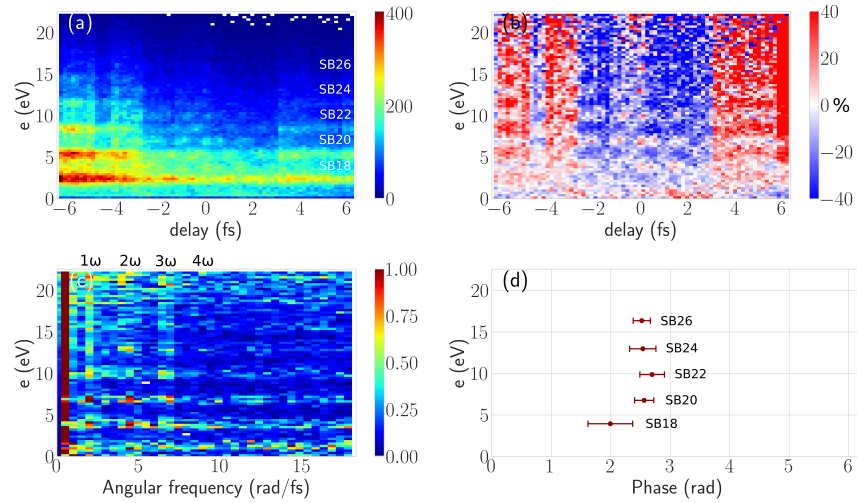 (a)
e (eV)
20
15
10
5
0
SB26
SB24
SB22
SB20
SB18
−6 −4 −2 0 2 4 6
delay (fs)
400
200
0
(b)
e (eV)
20
15
10
5
0
−6 −4 −2 0 2 4 6
delay (fs)
40
20
0 %
−20
−40
1ω 2ω 3ω 4ω
(c)
e (eV)
20
15
10
5
0
0 5 10 15
Angular frequency (rad/fs)
1.00
0.75
0.50
0.25
0.00
(d)
e (eV)
20
15
10
5
0
SB26
SB24
SB22
SB20
SB18
0 1 2 3 4 5 6
Phase (rad)